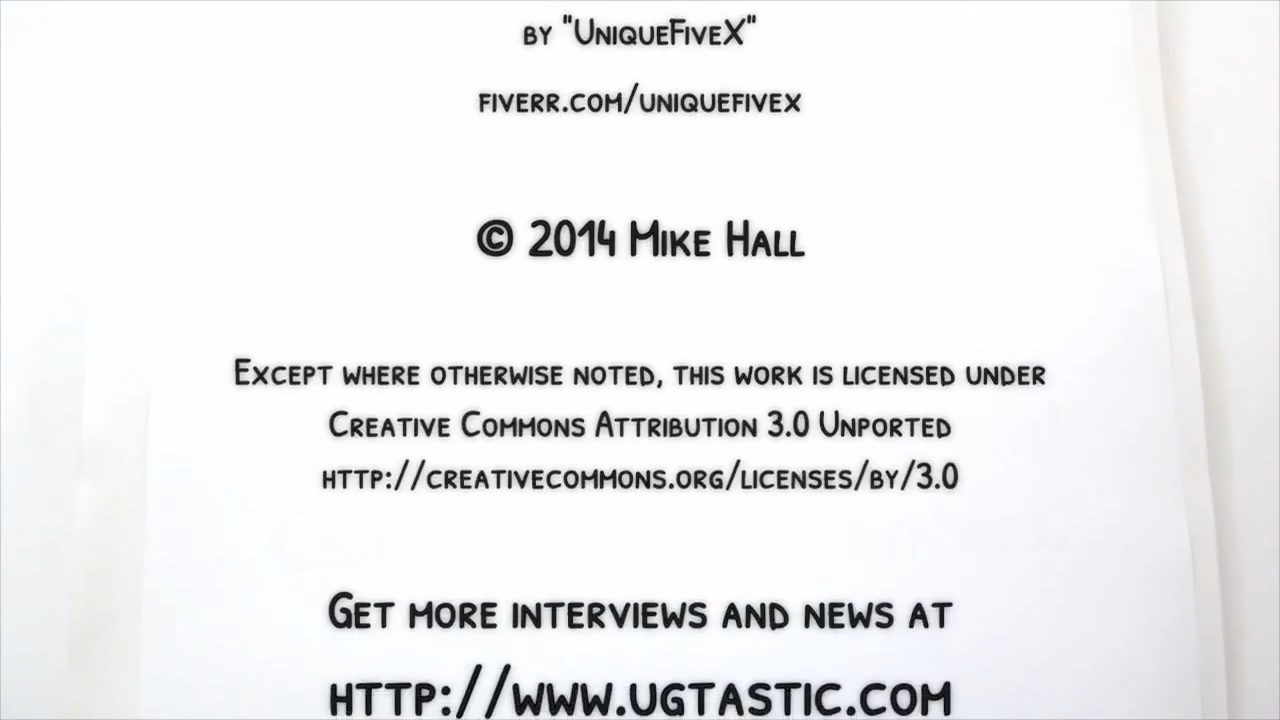 by "UniqueFiveX"
fiverr.com/uniquefivex
© 2014 Mike Hall
Except where otherwise noted, this work is licensed under
Creative Commons Attribution 3.0 Unported
http://creativecommons.org/licenses/by/3.0
Get more interviews and news at
http://www.ugtastic.com